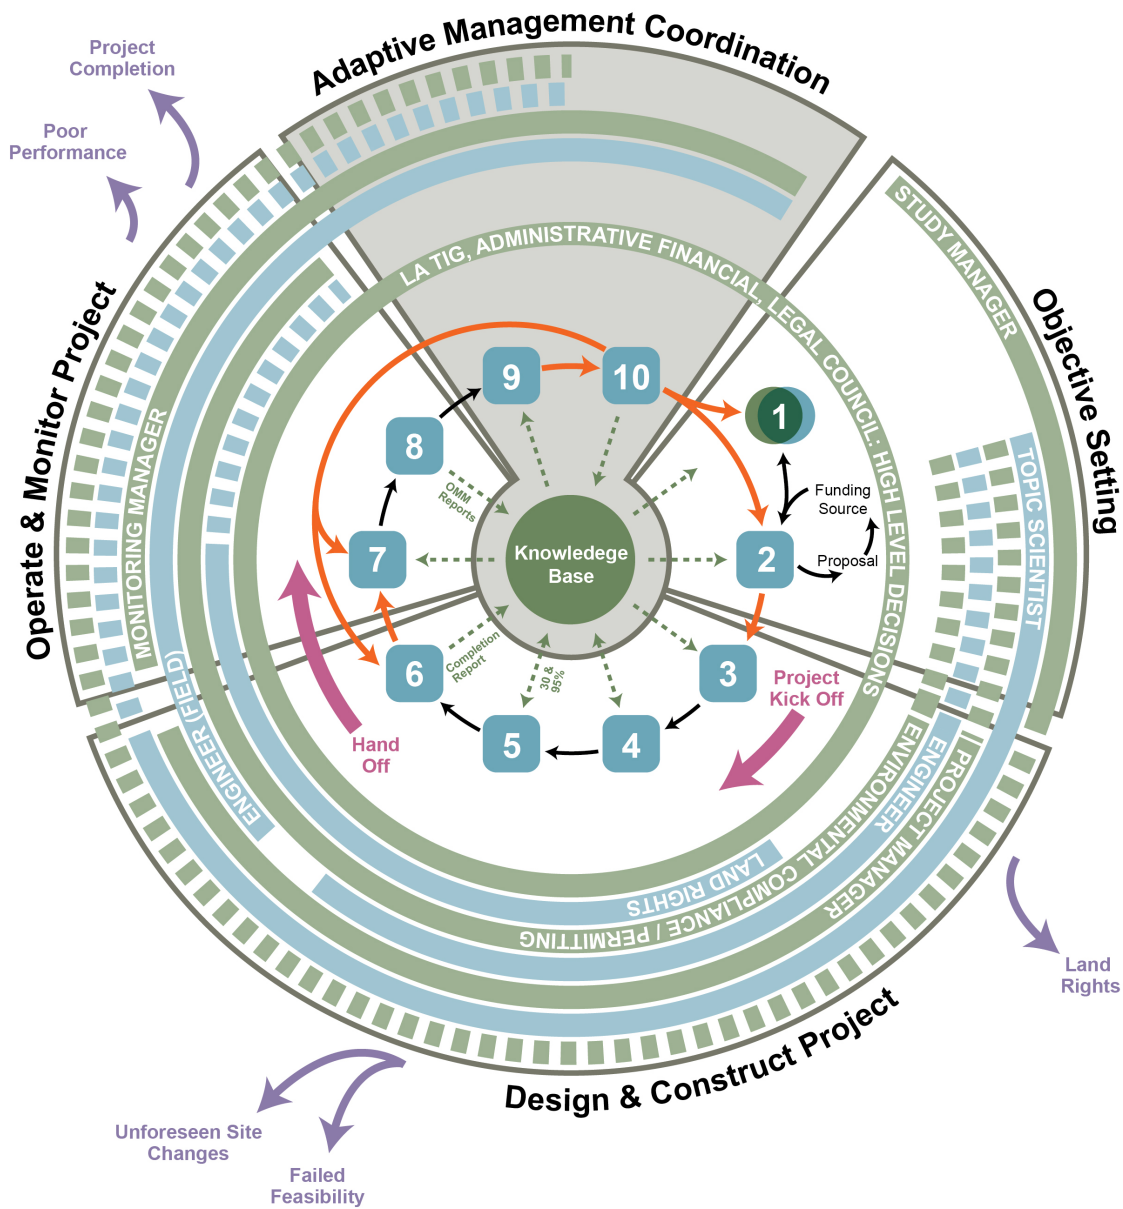 Adaptive Management Coordination
Project
Completion
Poor
Performance
Operate & Monitor Project
Objective Setting
Design & Construct Project
STUDY MANAGER
TOPIC SCIENTIST
LA TIG, ADMINISTRATIVE FINANCIAL, LEGAL COUNCIL: HIGH LEVEL DECISIONS
MONITORING MANAGER
ENGINEER (FIELD)
PROJECT MANAGER
ENGINEER
ENVIRONMENTAL COMPLIANCE / PERMITTING
LAND RIGHTS
9
10
1
8
Funding
Source
OMM
Reports
Knowledege
Base
7
2
Proposal
Completion
Report
30 &
95%
6
3
Project
Kick Off
5
4
Hand
Off
Land
Rights
Unforeseen Site
Changes
Failed
Feasibility